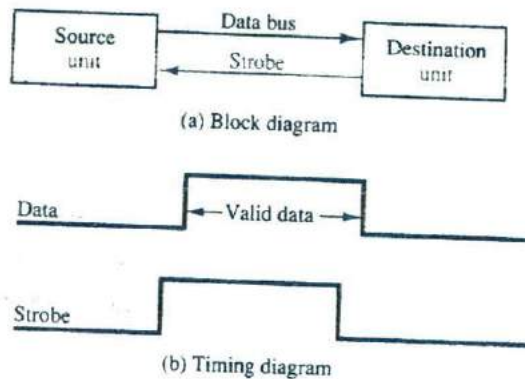 Source
unit
Data bus
Strobe
Destination
unit
(a) Block diagram
Data
Valid data
Strobe
(b) Timing diagram